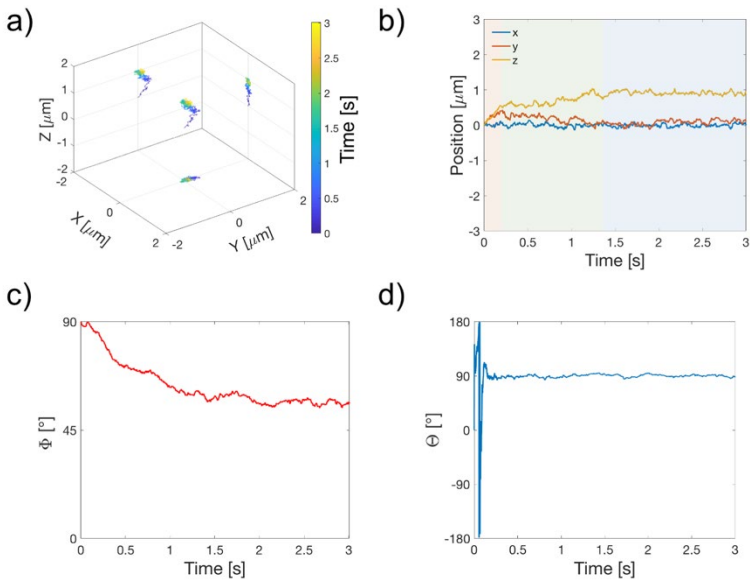 a)
Z [μm]
2
1
0
-1
-2
-2
0
2
X [μm]
-2
0
2
Y [μm]
Time [s]
3
2.5
2
1.5
1
0.5
0
b)
Position [μm]
3
2
1
0
-1
-2
-3
x
y
z
0 0.5 1 1.5 2 2.5 3
Time [s]
c)
Φ [°]
90
45
0
0 0.5 1 1.5 2 2.5 3
Time [s]
d)
Θ [°]
180
90
0
-90
-180
0 0.5 1 1.5 2 2.5 3
Time [s]